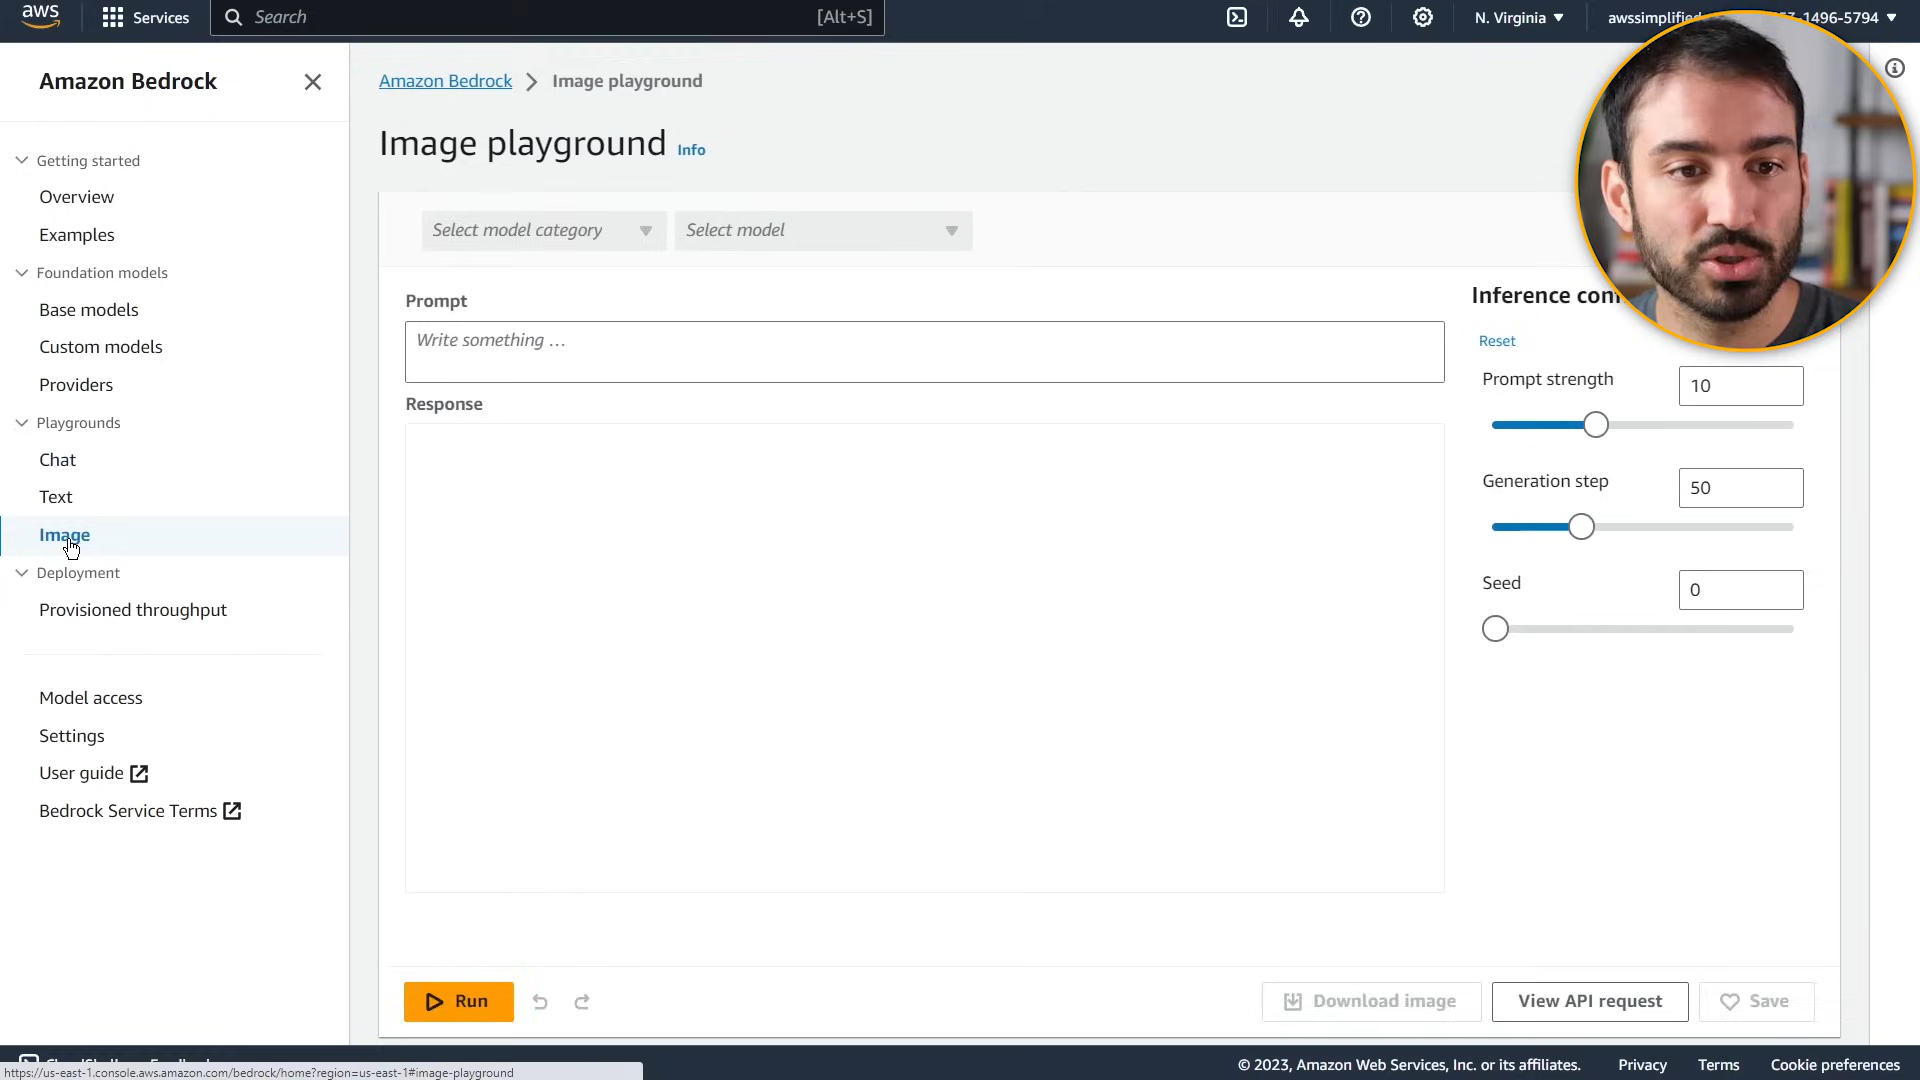 aws
Services
Search
[Alt+S]
N. Virginia
awssimplified
1496-5794
Amazon Bedrock
Getting started
Overview
Examples
Foundation models
Base models
Custom models
Providers
Playgrounds
Chat
Text
Image
Deployment
Provisioned throughput
Model access
Settings
User guide
Bedrock Service Terms
Amazon Bedrock > Image playground
Image playground Info
Select model category
Select model
Prompt
Write something ...
Response
Inference con
Reset
Prompt strength
10
Generation step
50
Seed
0
Run
Download image
View API request
Save
© 2023, Amazon Web Services, Inc. or its affiliates.
Privacy
Terms
Cookie preferences
https://us-east-1.console.aws.amazon.com/bedrock/home?region=us-east-1#image-playground